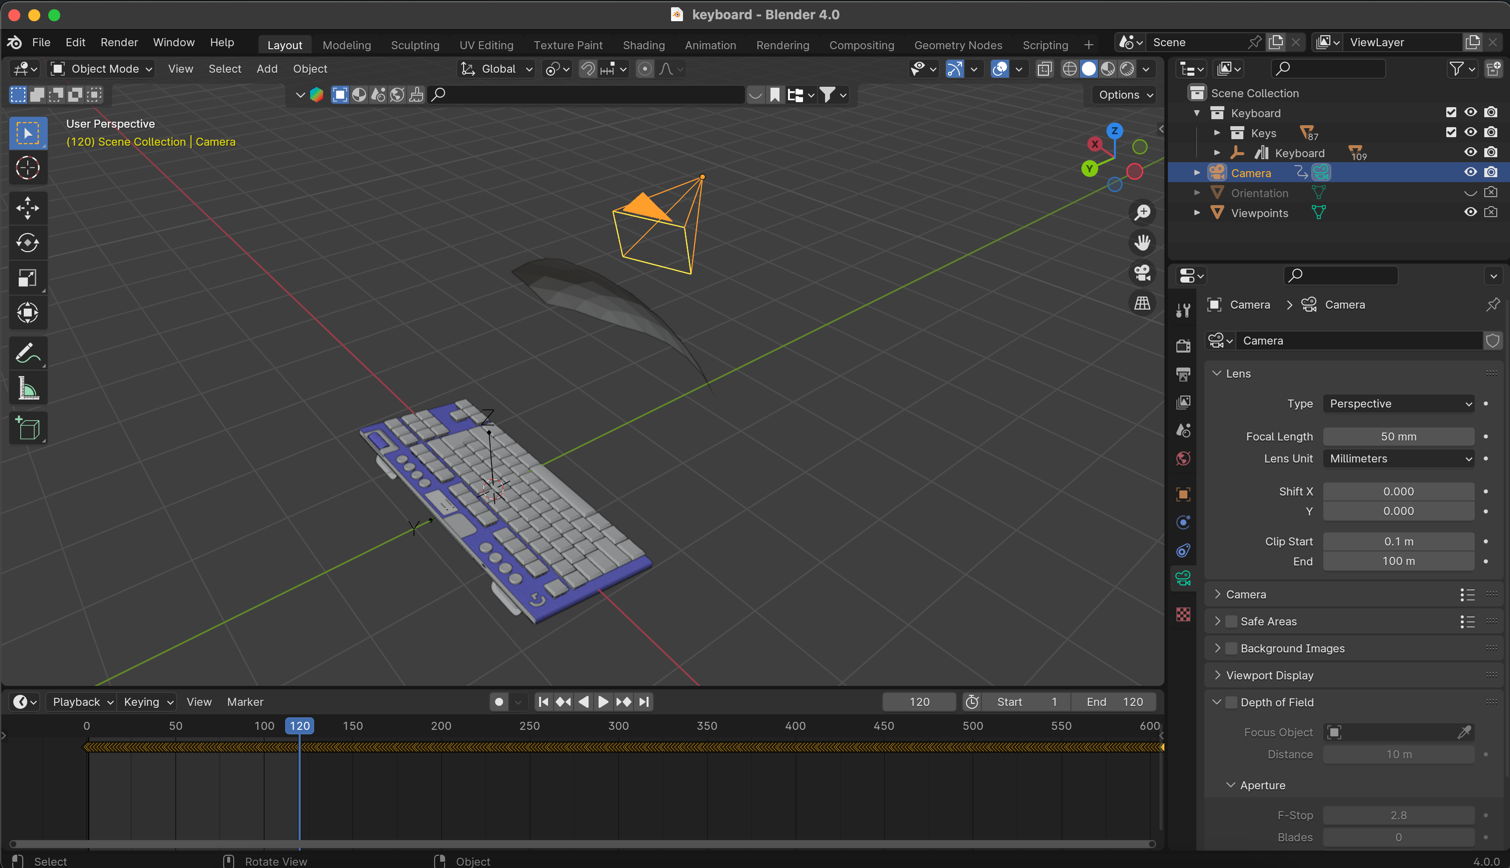 keyboard - Blender 4.0
File Edit Render Window Help Layout Modeling Sculpting UV Editing Texture Paint Shading Animation Rendering Compositing Geometry Nodes Scripting + Scene ViewLayer
Object Mode View Select Add Object Global
Options
User Perspective
(120) Scene Collection | Camera
Z
X
Y
Z
Y
Scene Collection
Keyboard
Keys 87
Keyboard 109
Camera
Orientation
Viewpoints
Camera > Camera
Camera
Lens
Type Perspective
Focal Length 50 mm
Lens Unit Millimeters
Shift X 0.000
Y 0.000
Clip Start 0.1 m
End 100 m
Camera
Safe Areas
Background Images
Viewport Display
Depth of Field
Focus Object
Distance 10 m
Aperture
F-Stop 2.8
Blades 0
Playback Keying View Marker 120 Start 1 End 120
0 50 100 120 150 200 250 300 350 400 450 500 550 600
Select Rotate View Object 4.0.0